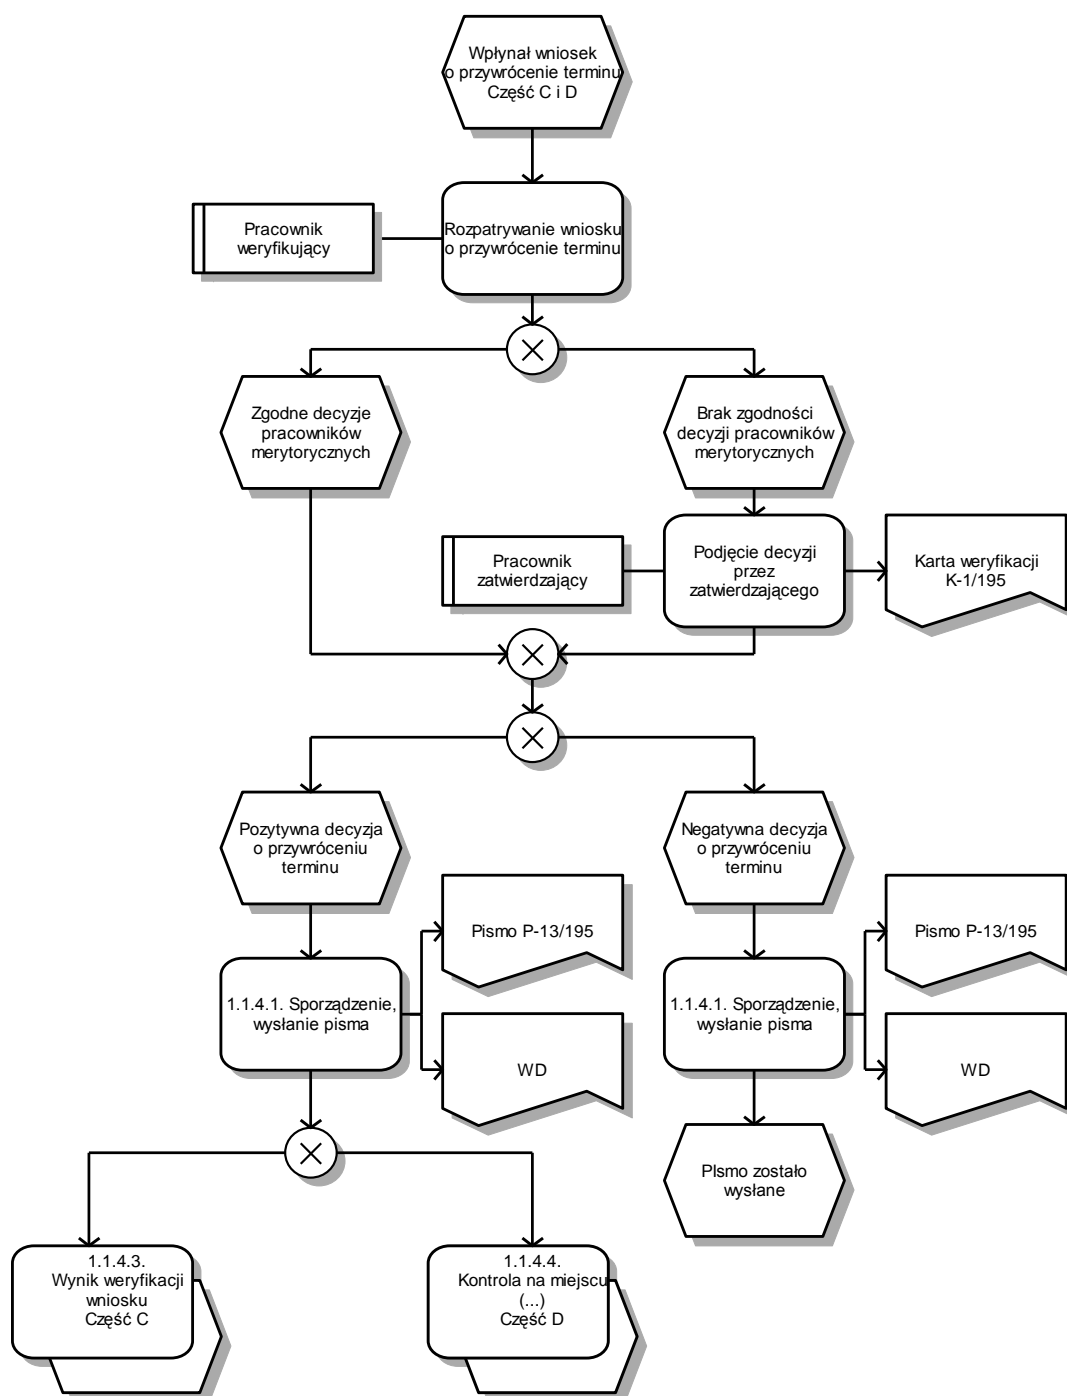 Wpłynął wniosek
o przywrócenie terminu
Część C i D
Pracownik
weryfikujący
Rozpatrywanie wniosku
o przywrócenie terminu
Zgodne decyzje
pracowników
merytorycznych
Brak zgodności
decyzji pracowników
merytorycznych
Pracownik
zatwierdzający
Podjęcie decyzji
przez
zatwierdzającego
Karta weryfikacji
K-1/195
Pozytywna decyzja
o przywróceniu
terminu
Negatywna decyzja
o przywróceniu
terminu
Pismo P-13/195
Pismo P-13/195
1.1.4.1. Sporządzenie,
wysłanie pisma
1.1.4.1. Sporządzenie,
wysłanie pisma
WD
WD
PIsmo zostało
wysłane
1.1.4.3.
Wynik weryfikacji
wniosku
Część C
1.1.4.4.
Kontrola na miejscu
(...)
Część D